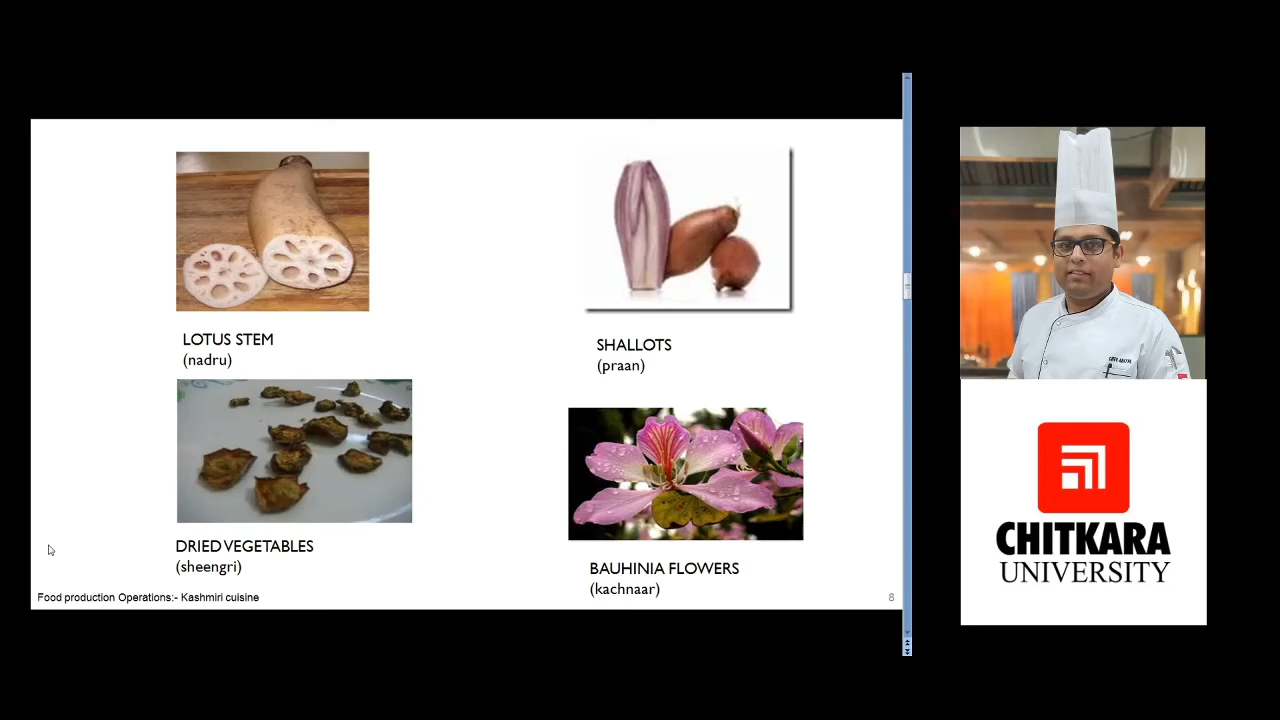 LOTUS STEM
(nadru)
SHALLOTS
(praan)
DRIED VEGETABLES
(sheengri)
BAUHINIA FLOWERS
(kachnaar)
Food production Operations:- Kashmiri cuisine
8
CHITKARA
UNIVERSITY